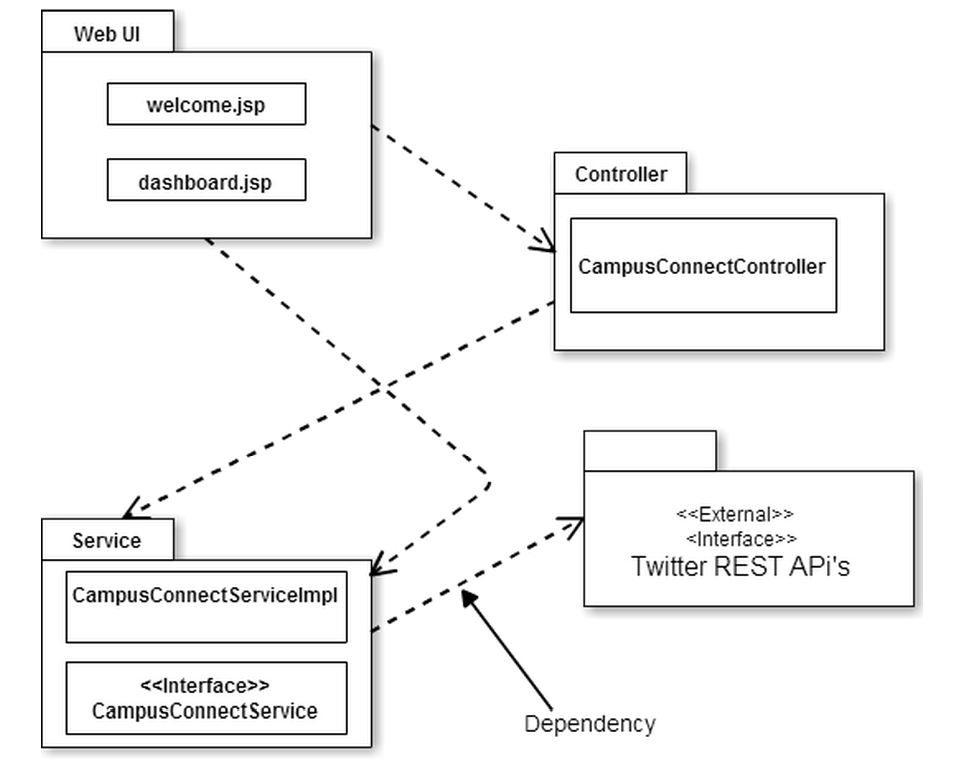 Web UI
welcome.jsp
dashboard.jsp
Controller
CampusConnectController
Service
CampusConnectServiceImpl
<<Interface>>
CampusConnectService
<<External>>
<Interface>>
Twitter REST APi's
Dependency